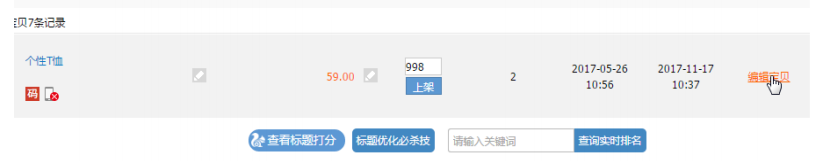 宝贝7条记录
个性T恤
59.00
998
上架
2
2017-05-26
10:56
2017-11-17
10:37
编辑宝贝
码
查看标题打分
标题优化必杀技
请输入关键词
查询实时排名